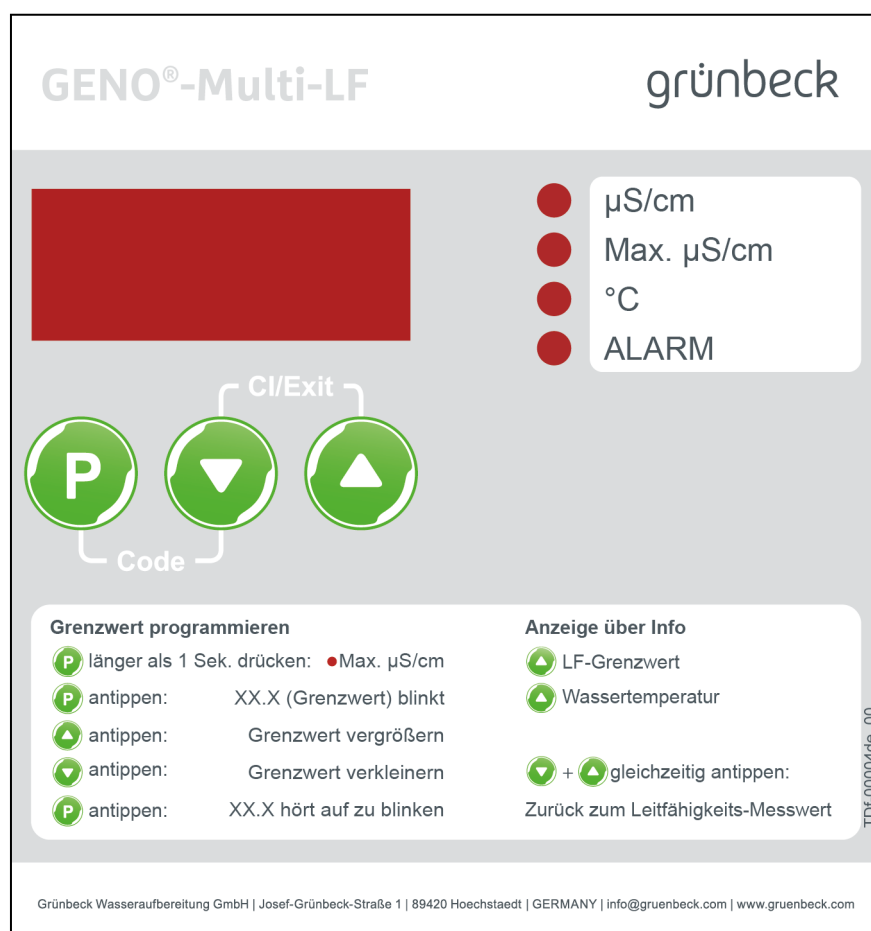 GENO®-Multi-LF
grünbeck
µS/cm
Max. µS/cm
°C
ALARM
CI/Exit
P
Code
Grenzwert programmieren
P länger als 1 Sek. drücken: Max. µS/cm
P antippen: XX.X (Grenzwert) blinkt
antippen: Grenzwert vergrößern
antippen: Grenzwert verkleinern
P antippen: XX.X hört auf zu blinken
Anzeige über Info
LF-Grenzwert
Wassertemperatur
+ gleichzeitig antippen:
Zurück zum Leitfähigkeits-Messwert
TDf 00004de_00
Grünbeck Wasseraufbereitung GmbH | Josef-Grünbeck-Straße 1 | 89420 Hoechstaedt | GERMANY | info@gruenbeck.com | www.gruenbeck.com